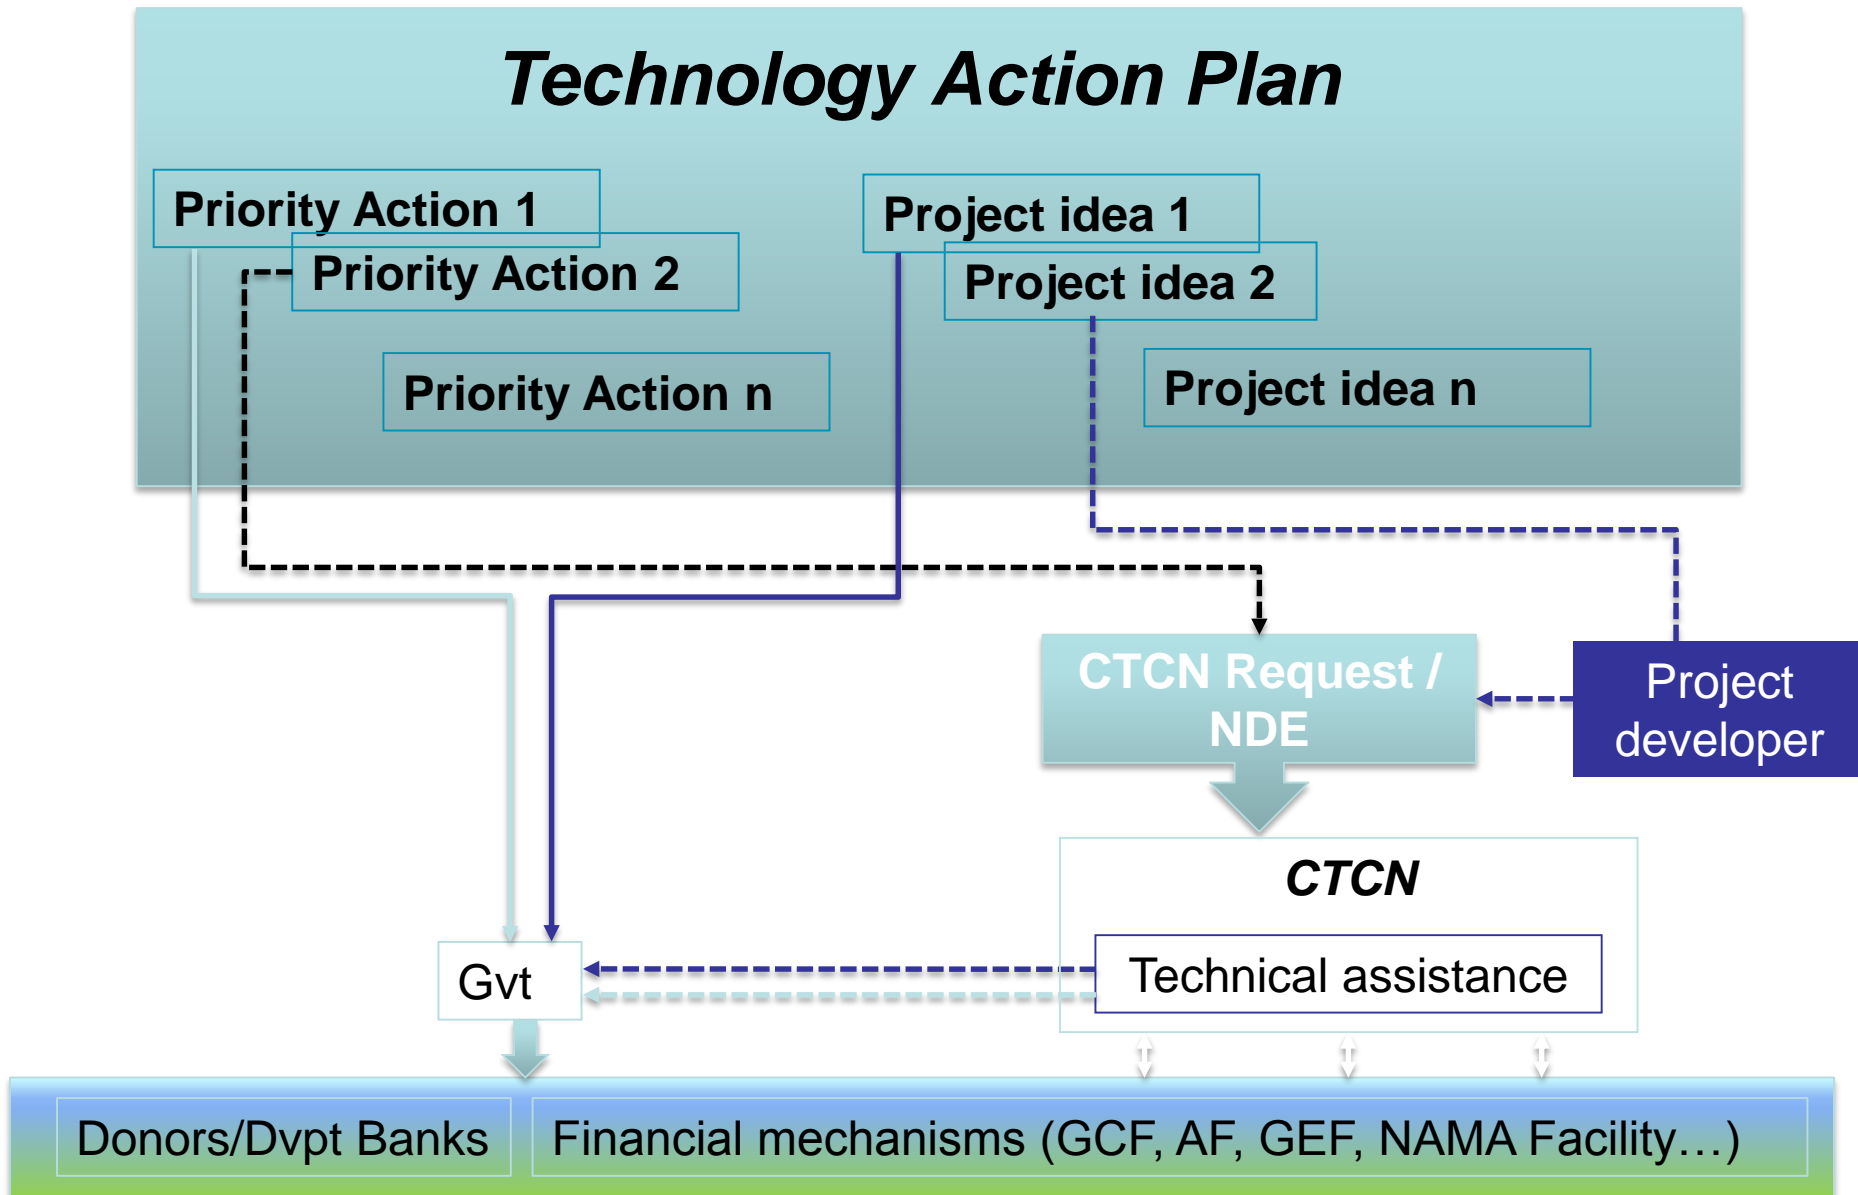 Technology Action Plan
Priority Action 1
Priority Action 2
Priority Action n
Project idea 1
Project idea 2
Project idea n
CTCN Request /
NDE
Project
developer
CTCN
Technical assistance
Gvt
Donors/Dvpt Banks
Financial mechanisms (GCF, AF, GEF, NAMA Facility…)